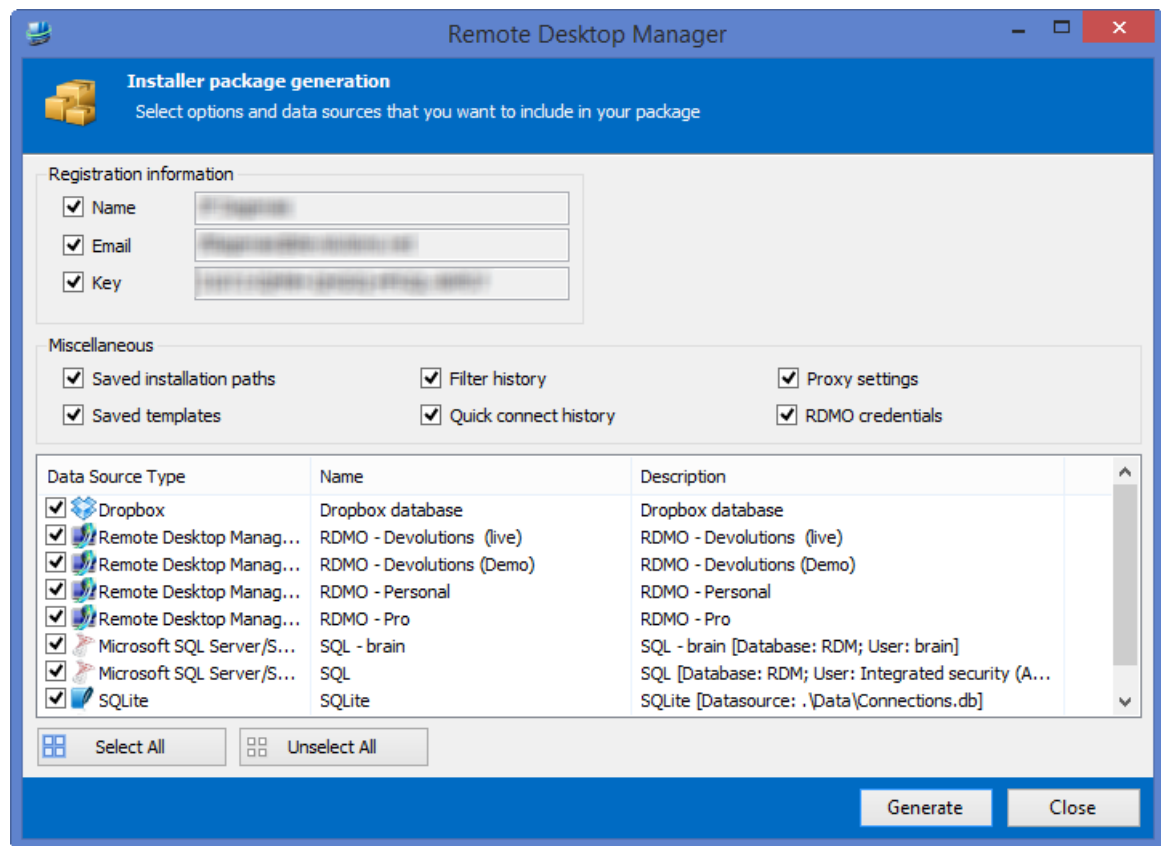 Remote Desktop Manager
Installer package generation
Select options and data sources that you want to include in your package
Registration information
Name
Email
Key
Miscellaneous
Saved installation paths Filter history Proxy settings
Saved templates Quick connect history RDMO credentials
Data Source Type Name Description
Dropbox Dropbox database Dropbox database
Remote Desktop Manag... RDMO - Devolutions (live) RDMO - Devolutions (live)
Remote Desktop Manag... RDMO - Devolutions (Demo) RDMO - Devolutions (Demo)
Remote Desktop Manag... RDMO - Personal RDMO - Personal
Remote Desktop Manag... RDMO - Pro RDMO - Pro
Microsoft SQL Server/S... SQL - brain SQL - brain [Database: RDM; User: brain]
Microsoft SQL Server/S... SQL SQL [Database: RDM; User: Integrated security (A...
SQLite SQLite SQLite [Datasource: .\Data\Connections.db]
Select All Unselect All
Generate Close